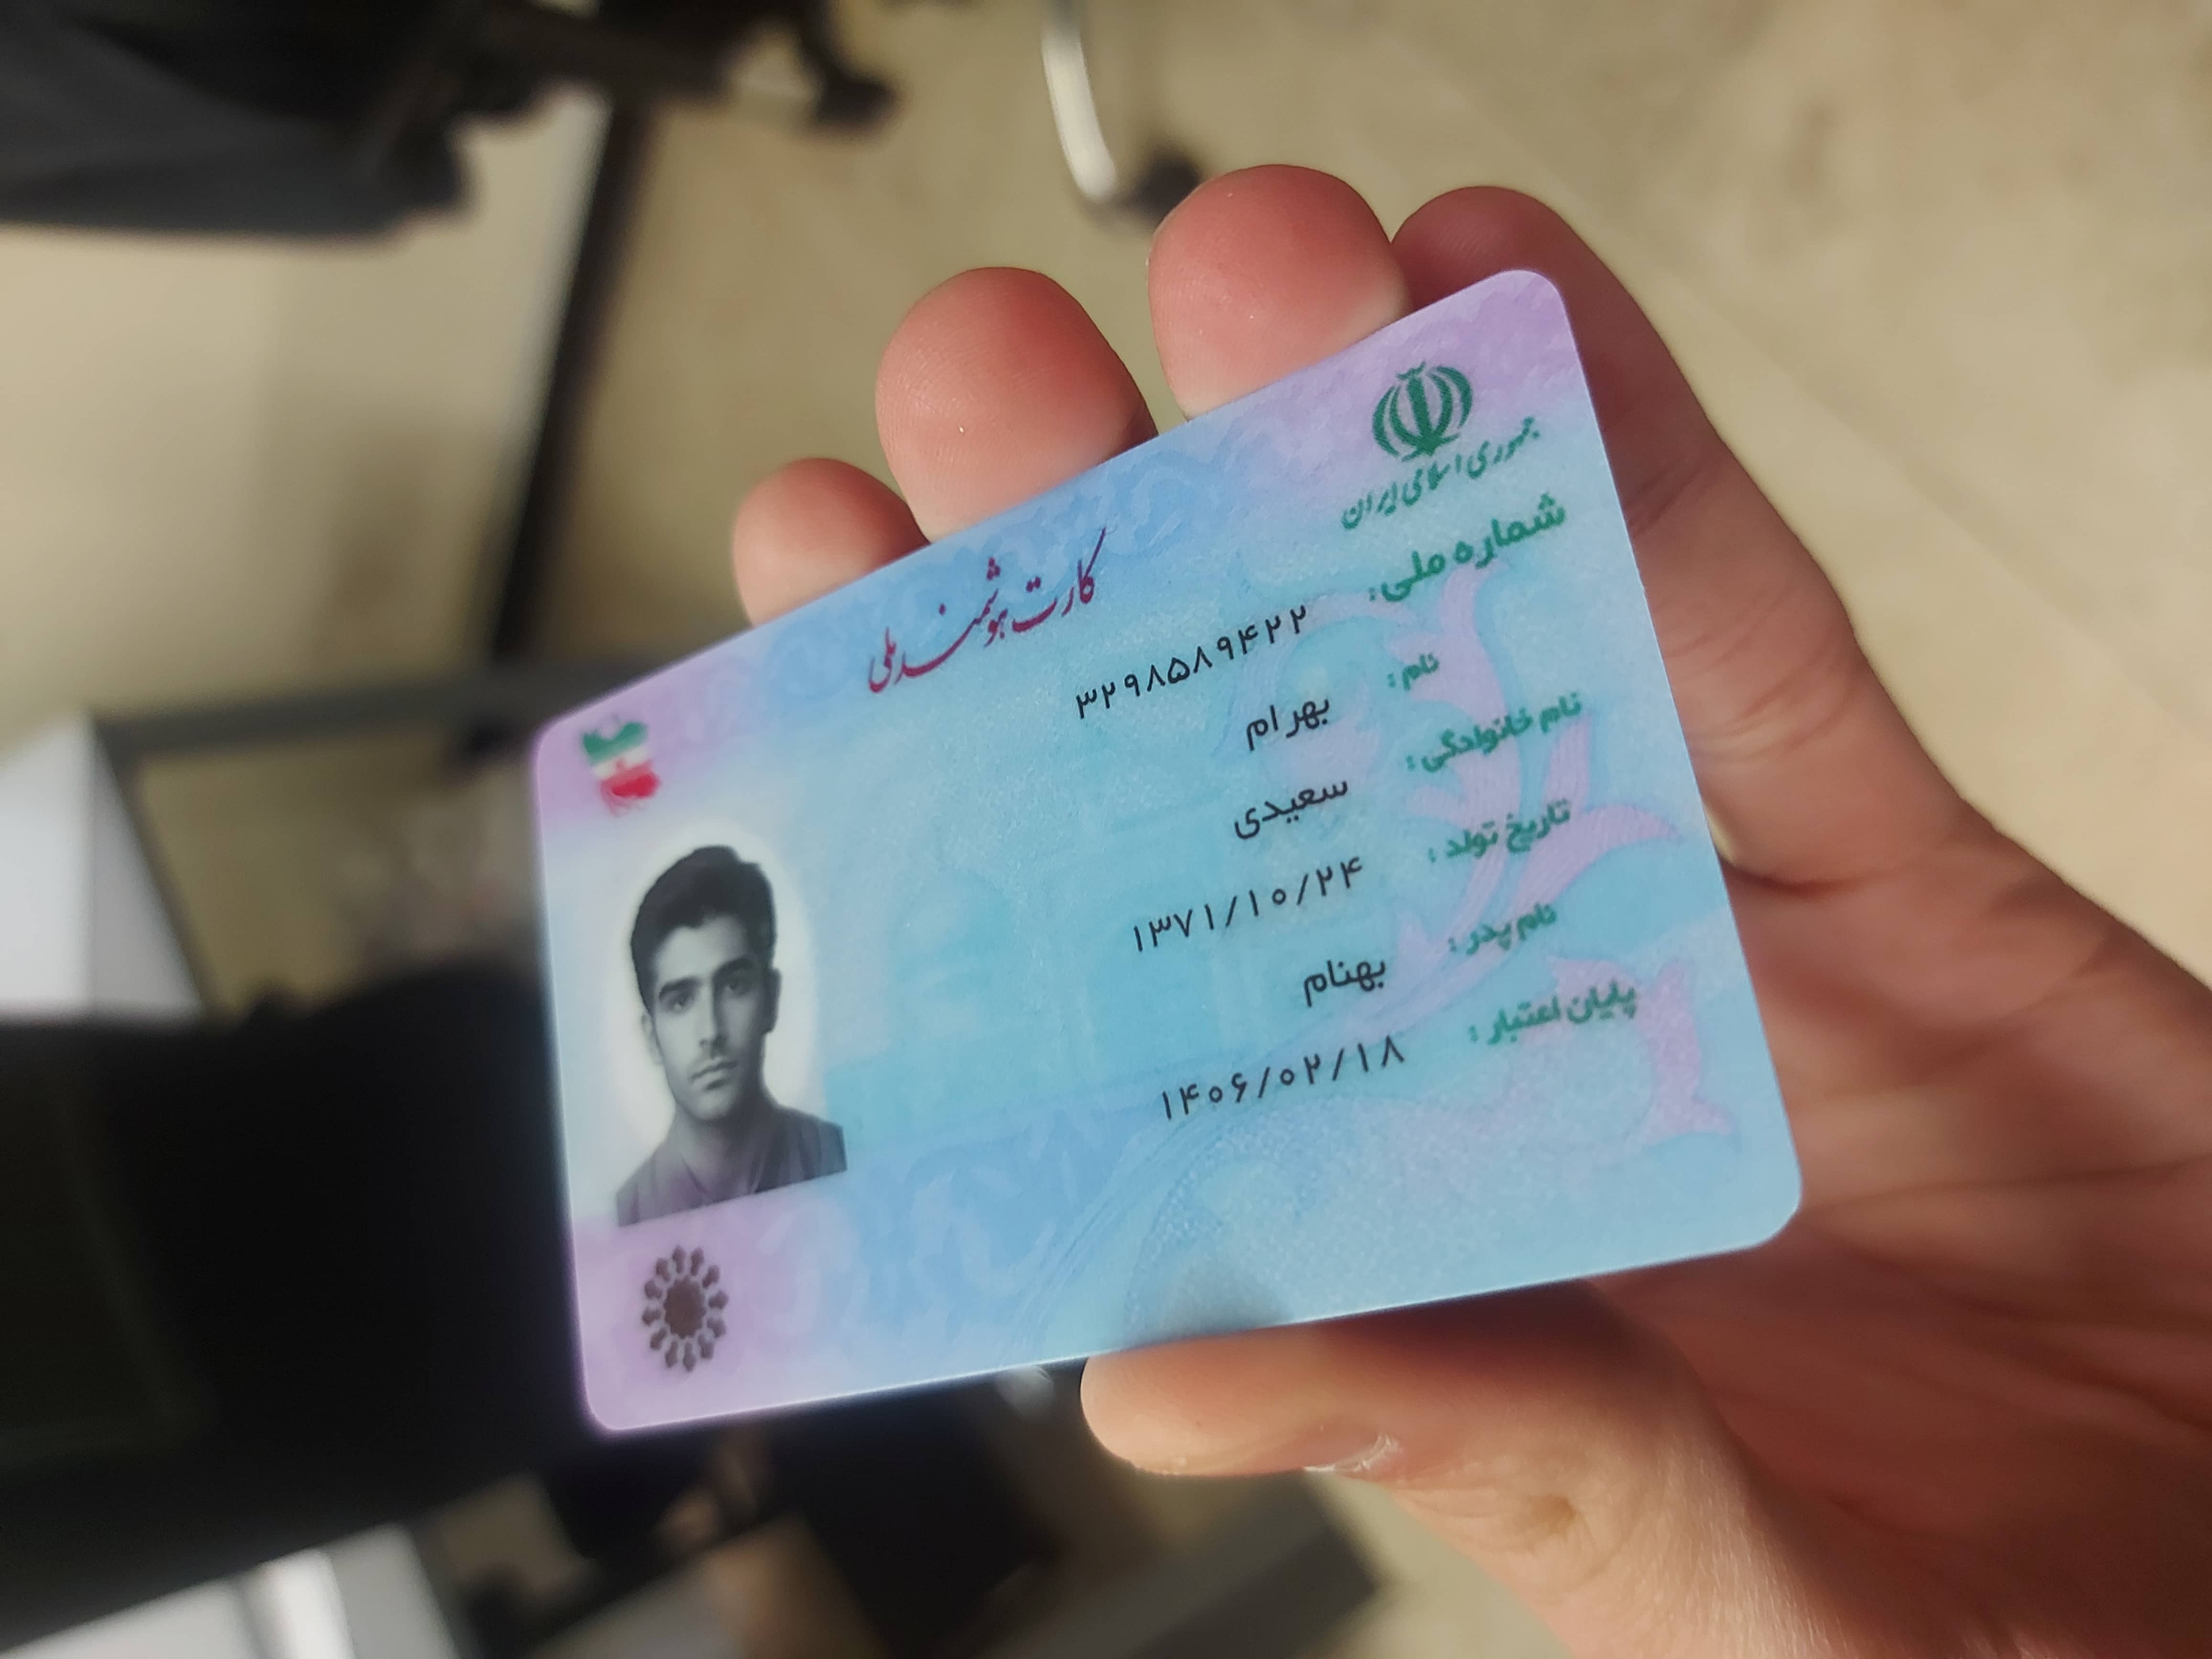 جمهوری اسلامی ایران
کارت هوشمند ملی
شماره ملی: ۳۲۹۸۵۸۹۴۲۲
نام: بهرام
نام خانوادگی: سعیدی
تاریخ تولد: ۱۳۷۱/۱۰/۲۴
نام پدر: بهنام
پایان اعتبار: ۱۴۰۶/۰۲/۱۸